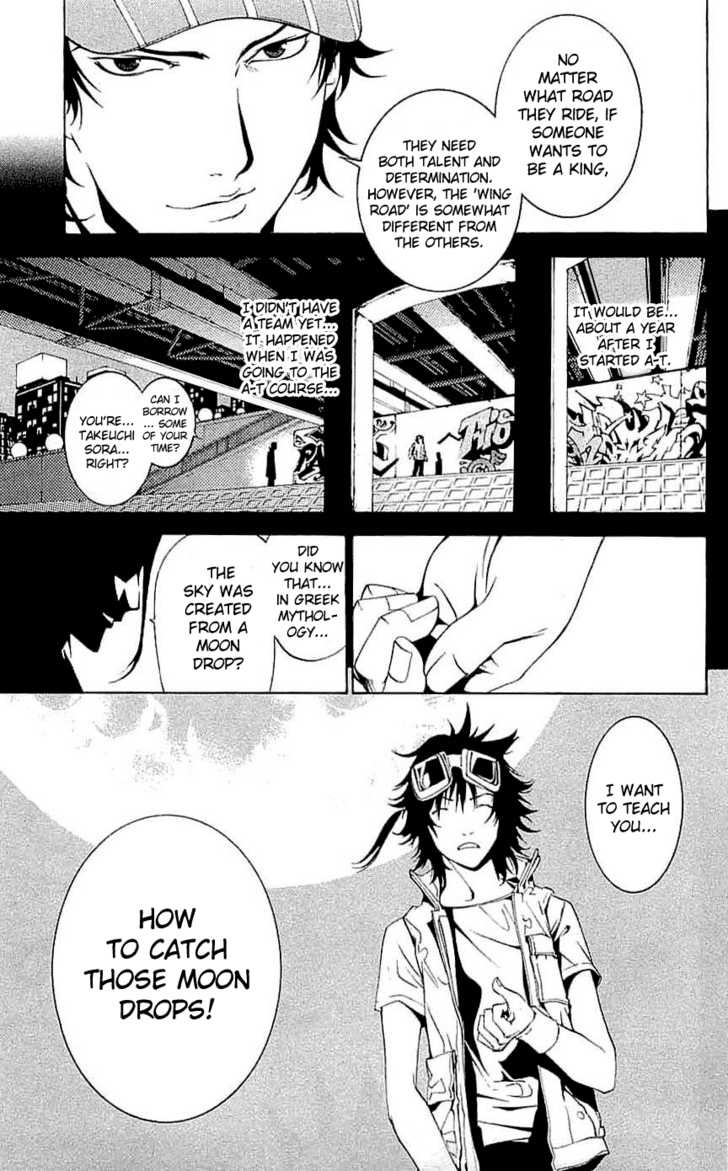 NO
MATTER
WHAT ROAD
THEY RIDE, IF
SOMEONE
WANTS TO
BE A KING,
THEY NEED
BOTH TALENT AND
DETERMINATION.
HOWEVER, THE 'WING
ROAD' IS SOMEWHAT
DIFFERENT FROM
THE OTHERS.
IT WOULD BE...
ABOUT A YEAR
AFTER I
STARTED A-T.
I DIDN'T HAVE
A TEAM YET...
IT HAPPENED
WHEN I WAS
GOING TO THE
A-T COURSE...
CAN I
BORROW
... SOME
OF YOUR
TIME?
YOU'RE...
TAKEUCHI
SORA...
RIGHT?
DID
YOU KNOW
THAT...
IN GREEK
MYTHOL-
OGY...
THE
SKY WAS
CREATED
FROM A
MOON
DROP?
I WANT
TO TEACH
YOU...
HOW
TO CATCH
THOSE MOON
DROPS!